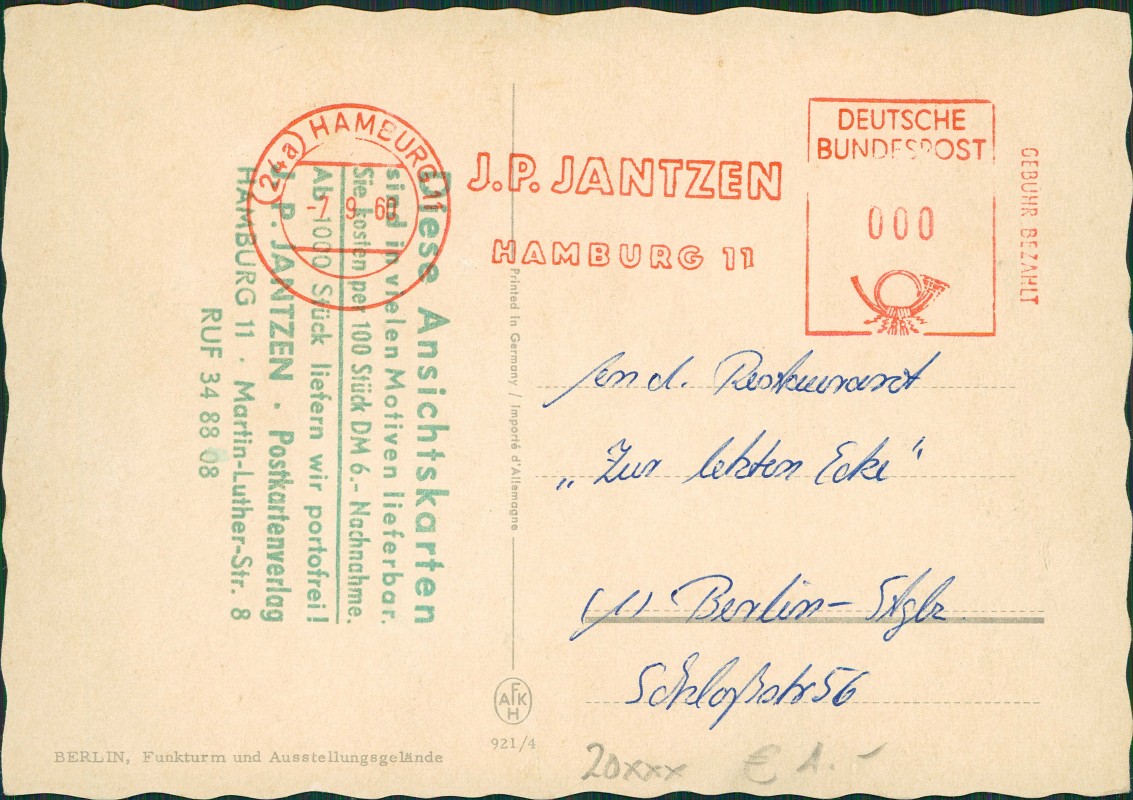 (24a) HAMBURG 11
-7. 9. 60
J.P. JANTZEN
HAMBURG 11
DEUTSCHE
BUNDESPOST
000
GEBÜHR BEZAHLT
Diese Ansichtskarten
sind in vielen Motiven lieferbar.
Sie kosten per 100 Stück DM 6.- Nachnahme.
Ab 1000 Stück liefern wir portofrei!
J. P. JANTZEN · Postkartenverlag
HAMBURG 11 · Martin-Luther-Str. 8
RUF 34 88 08
Printed in Germany / Importé d'Allemagne
An d. Restaurant
„Zur letzten Ecke"
(1) Berlin- Stglz.
Schloßstr 56
AFKH
921/4
BERLIN, Funkturm und Ausstellungsgelände
20xxx € 1.-